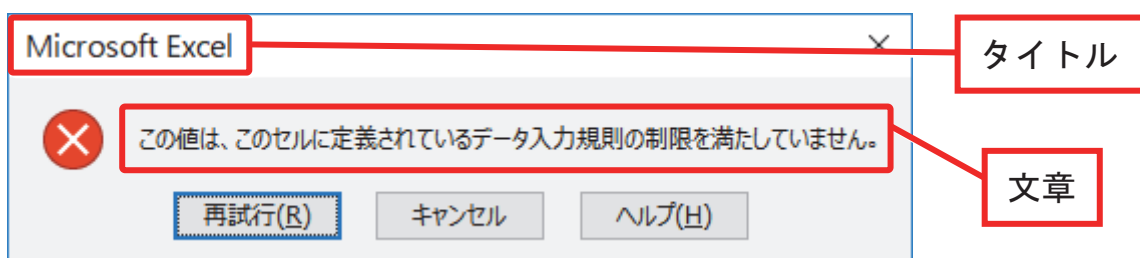 Microsoft Excel
タイトル
この値は、このセルに定義されているデータ入力規則の制限を満たしていません。
文章
再試行(R)
キャンセル
ヘルプ(H)